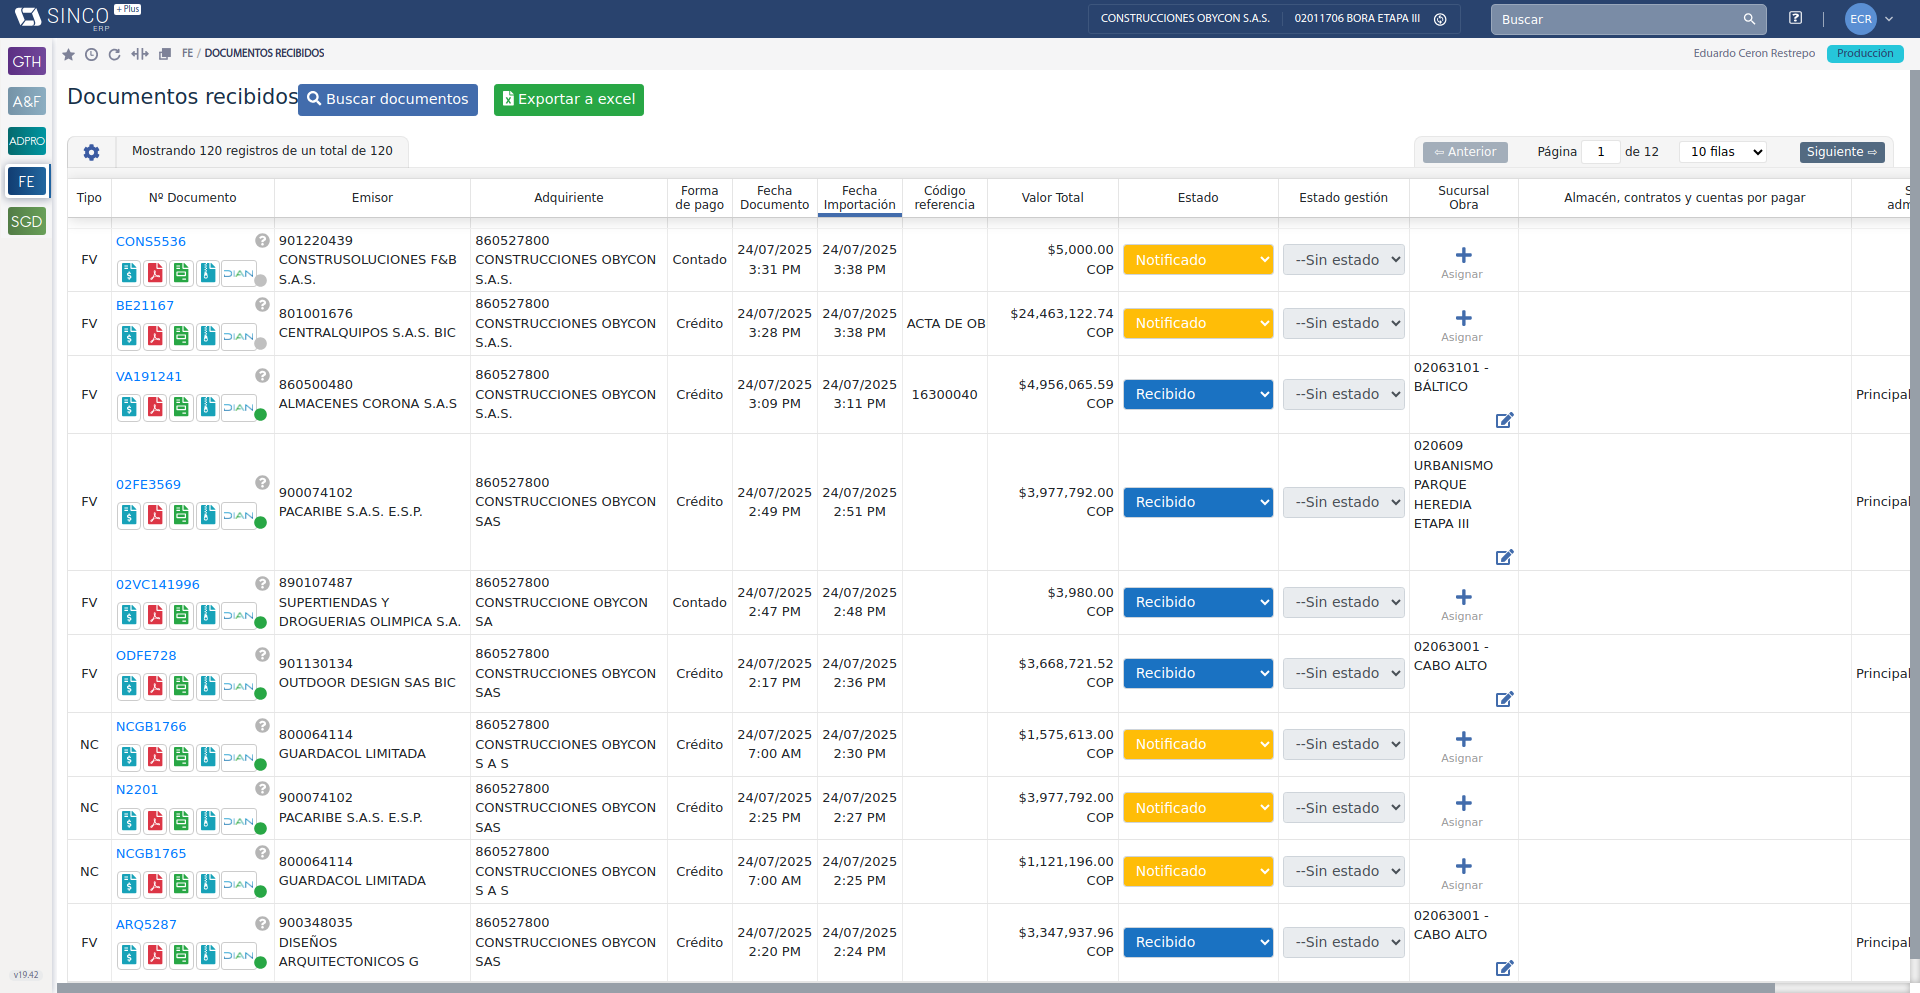 SINCO
ERP
+ Plus
CONSTRUCCIONES OBYCON S.A.S.
02011706 BORA ETAPA III
Buscar
ECR
GTH
A&F
ADPRO
FE
SGD
v19.42
FE / DOCUMENTOS RECIBIDOS
Eduardo Ceron Restrepo
Producción
Documentos recibidos
Buscar documentos
Exportar a excel
Mostrando 120 registros de un total de 120
⇦ Anterior
Página 1 de 12
10 filas
Siguiente ⇨
Tipo
Nº Documento
Emisor
Adquiriente
Forma
de pago
Fecha
Documento
Fecha
Importación
Código
referencia
Valor Total
Estado
Estado gestión
Sucursal
Obra
Almacén, contratos y cuentas por pagar
FV
CONS5536
DIAN
901220439
CONSTRUSOLUCIONES F&B
S.A.S.
860527800
CONSTRUCCIONES OBYCON
S.A.S.
Contado
24/07/2025
3:31 PM
24/07/2025
3:38 PM
$5,000.00
COP
Notificado
--Sin estado
Asignar
FV
BE21167
DIAN
801001676
CENTRALQUIPOS S.A.S. BIC
860527800
CONSTRUCCIONES OBYCON
S.A.S.
Crédito
24/07/2025
3:28 PM
24/07/2025
3:38 PM
ACTA DE OB
$24,463,122.74
COP
Notificado
--Sin estado
Asignar
FV
VA191241
DIAN
860500480
ALMACENES CORONA S.A.S
860527800
CONSTRUCCIONES OBYCON
S.A.S.
Crédito
24/07/2025
3:09 PM
24/07/2025
3:11 PM
16300040
$4,956,065.59
COP
Recibido
--Sin estado
02063101 -
BÁLTICO
Principal
FV
02FE3569
DIAN
900074102
PACARIBE S.A.S. E.S.P.
860527800
CONSTRUCCIONES OBYCON
SAS
Crédito
24/07/2025
2:49 PM
24/07/2025
2:51 PM
$3,977,792.00
COP
Recibido
--Sin estado
020609
URBANISMO
PARQUE
HEREDIA
ETAPA III
Principal
FV
02VC141996
DIAN
890107487
SUPERTIENDAS Y
DROGUERIAS OLIMPICA S.A.
860527800
CONSTRUCCIONE OBYCON
SA
Contado
24/07/2025
2:47 PM
24/07/2025
2:48 PM
$3,980.00
COP
Recibido
--Sin estado
Asignar
FV
ODFE728
DIAN
901130134
OUTDOOR DESIGN SAS BIC
860527800
CONSTRUCCIONES OBYCON
SAS
Crédito
24/07/2025
2:17 PM
24/07/2025
2:36 PM
$3,668,721.52
COP
Recibido
--Sin estado
02063001 -
CABO ALTO
Principal
NC
NCGB1766
DIAN
800064114
GUARDACOL LIMITADA
860527800
CONSTRUCCIONES OBYCON
S A S
Crédito
24/07/2025
7:00 AM
24/07/2025
2:30 PM
$1,575,613.00
COP
Notificado
--Sin estado
Asignar
NC
N2201
DIAN
900074102
PACARIBE S.A.S. E.S.P.
860527800
CONSTRUCCIONES OBYCON
SAS
Crédito
24/07/2025
2:25 PM
24/07/2025
2:27 PM
$3,977,792.00
COP
Notificado
--Sin estado
Asignar
NC
NCGB1765
DIAN
800064114
GUARDACOL LIMITADA
860527800
CONSTRUCCIONES OBYCON
S A S
Crédito
24/07/2025
7:00 AM
24/07/2025
2:25 PM
$1,121,196.00
COP
Notificado
--Sin estado
Asignar
FV
ARQ5287
DIAN
900348035
DISEÑOS
ARQUITECTONICOS G
860527800
CONSTRUCCIONES OBYCON
SAS
Crédito
24/07/2025
2:20 PM
24/07/2025
2:24 PM
$3,347,937.96
COP
Recibido
--Sin estado
02063001 -
CABO ALTO
Principal